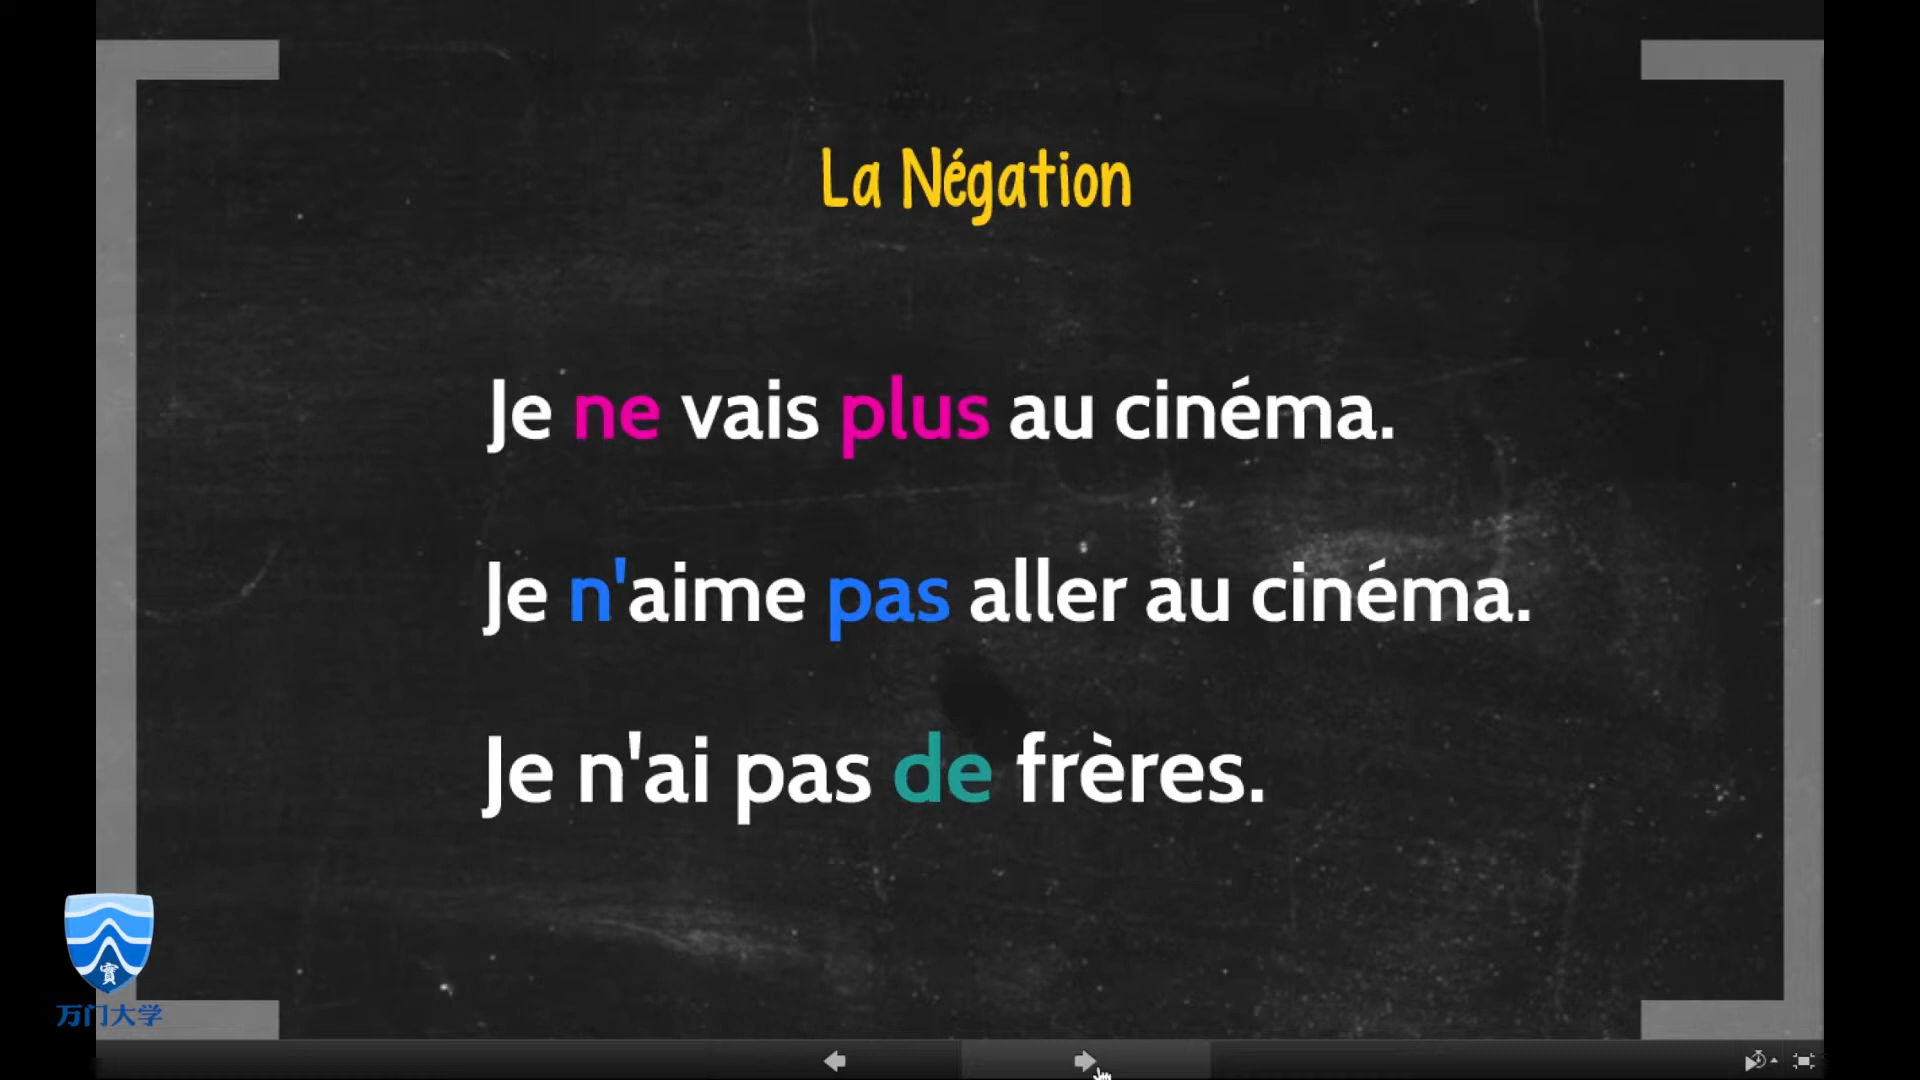 La Négation
Je ne vais plus au cinéma.
Je n'aime pas aller au cinéma.
Je n'ai pas de frères.
實
万门大学